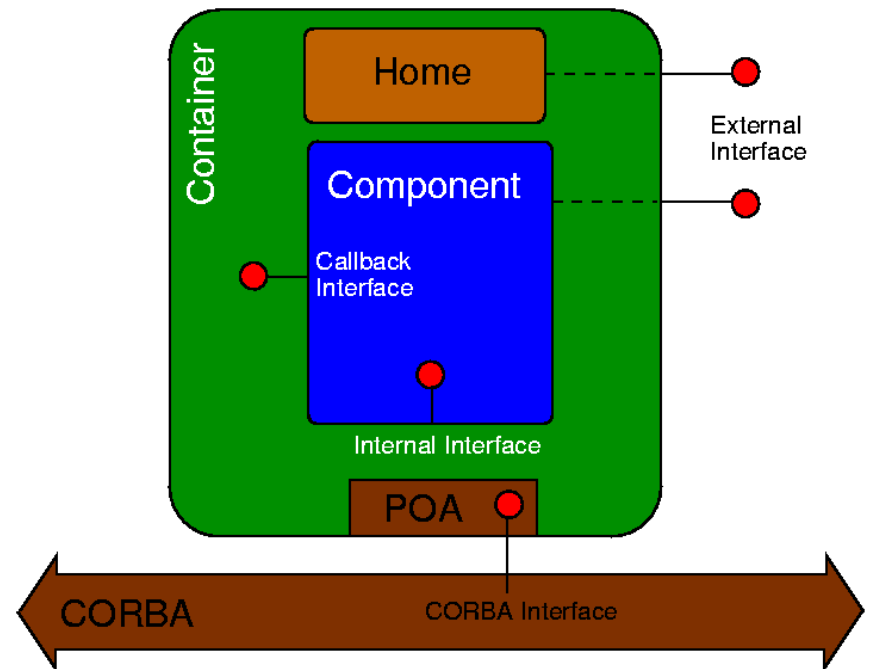 Container
Home
External
Interface
Component
Callback
Interface
Internal Interface
POA
CORBA
CORBA Interface